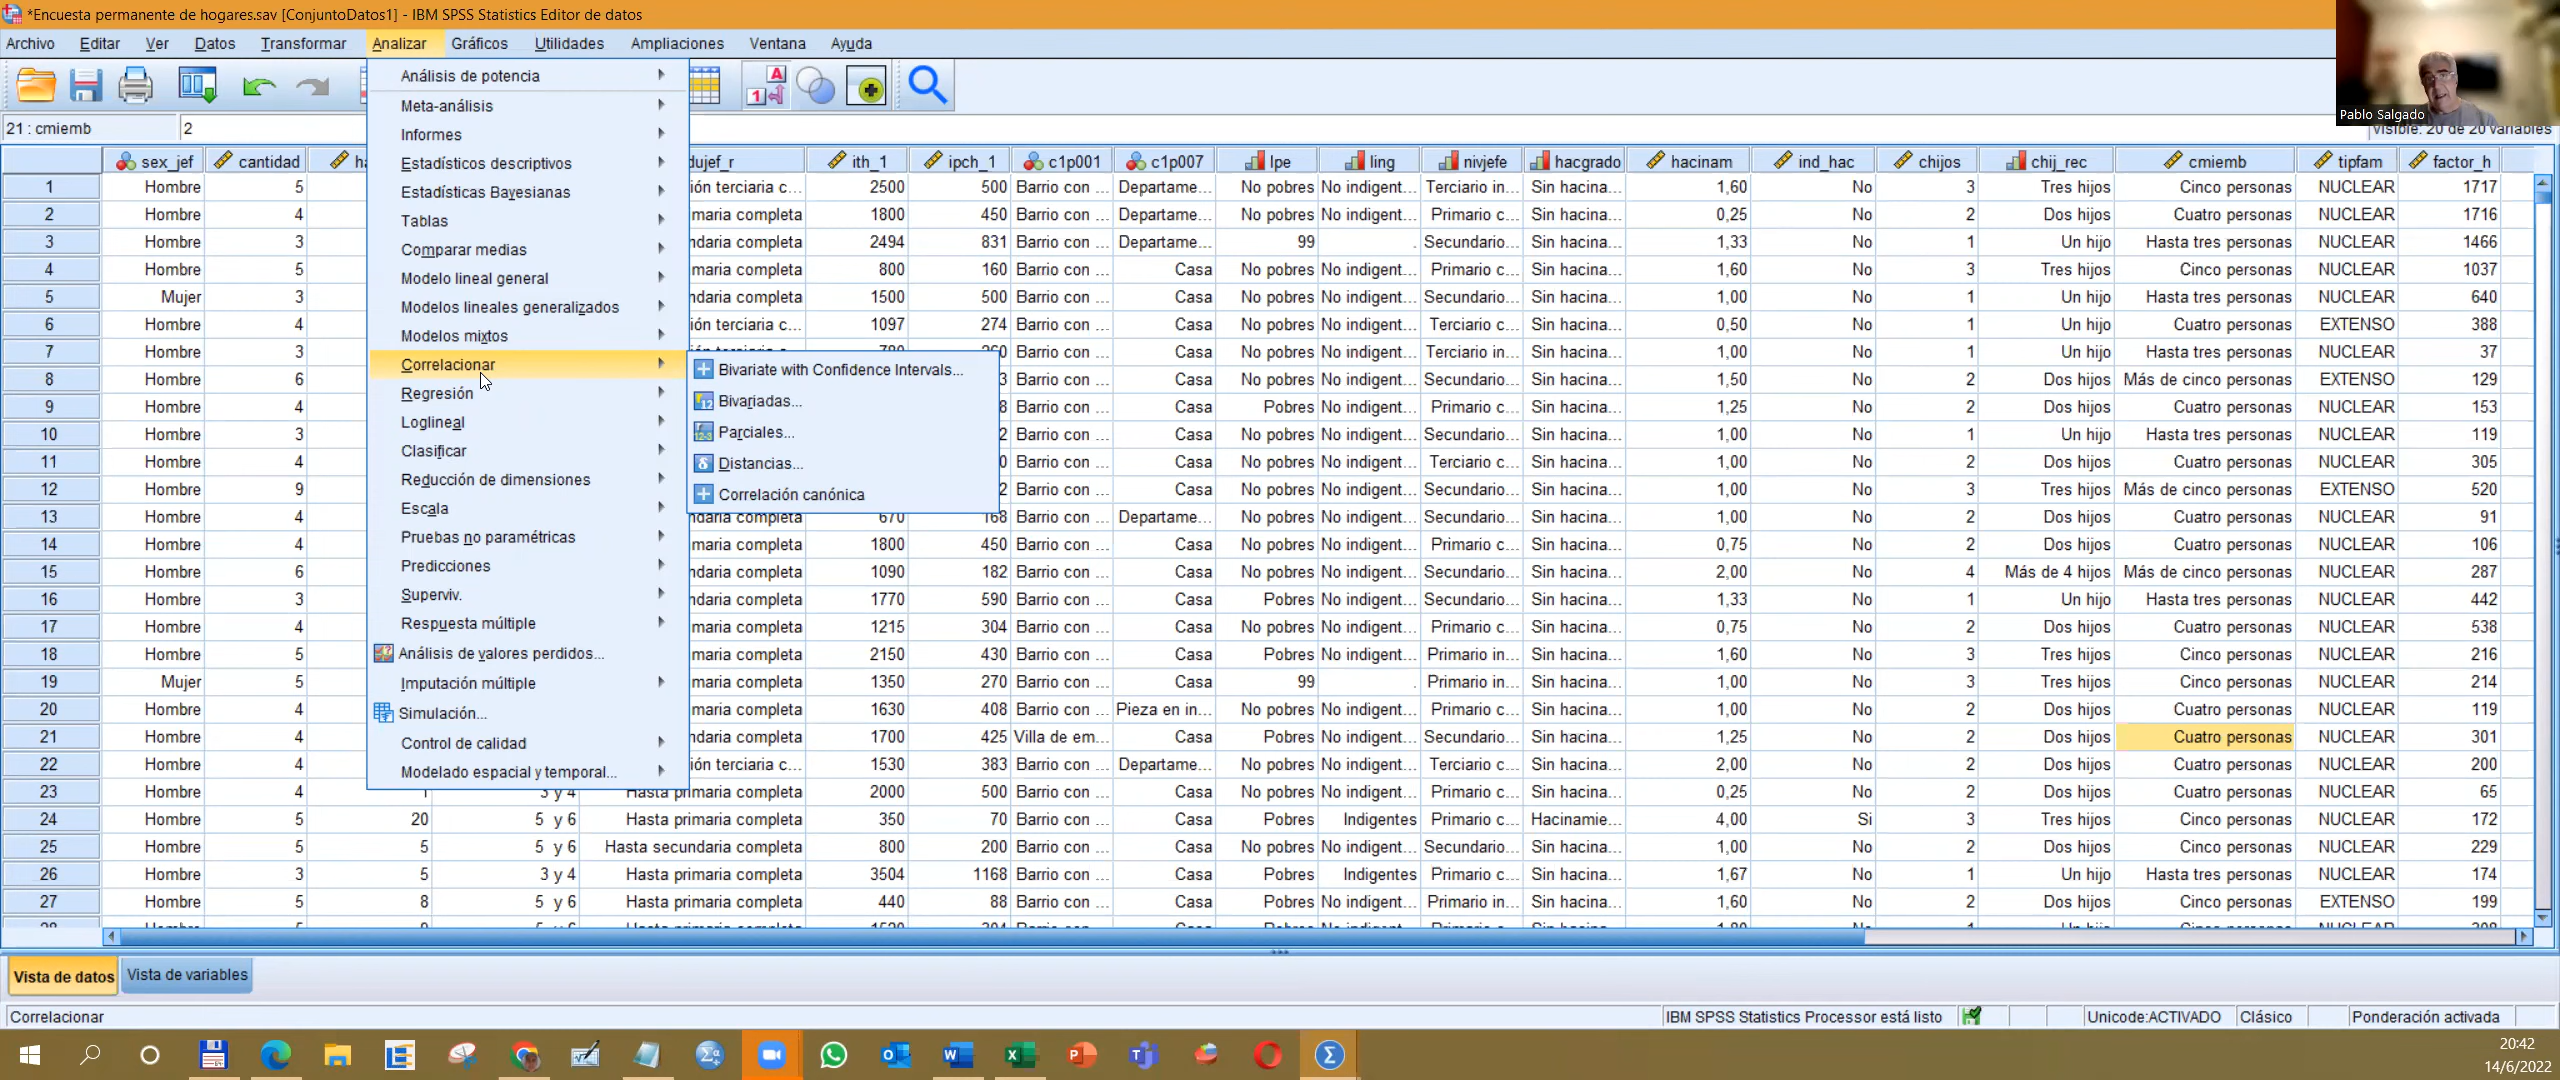 *Encuesta permanente de hogares.sav [ConjuntoDatos1] - IBM SPSS Statistics Editor de datos
Archivo Editar Ver Datos Transformar Analizar Gráficos Utilidades Ampliaciones Ventana Ayuda
Pablo Salgado
21 : cmiemb 2
Visible: 20 de 20 variables
Análisis de potencia
Meta-análisis
Informes
Estadísticos descriptivos
Estadísticas Bayesianas
Tablas
Comparar medias
Modelo lineal general
Modelos lineales generalizados
Modelos mixtos
Correlacionar
Regresión
Loglineal
Clasificar
Reducción de dimensiones
Escala
Pruebas no paramétricas
Predicciones
Superviv.
Respuesta múltiple
Análisis de valores perdidos...
Imputación múltiple
Simulación...
Control de calidad
Modelado espacial y temporal...
Bivariate with Confidence Intervals...
Bivariadas...
Parciales...
Distancias...
Correlación canónica
sex_jef cantidad ha dujef_r ith_1 ipch_1 c1p001 c1p007 lpe ling nivjefe hacgrado hacinam ind_hac chijos chij_rec cmiemb tipfam factor_h
1 Hombre 5 ión terciaria c... 2500 500 Barrio con ... Departame... No pobres No indigent... Terciario in... Sin hacina... 1,60 No 3 Tres hijos Cinco personas NUCLEAR 1717
2 Hombre 4 maria completa 1800 450 Barrio con ... Departame... No pobres No indigent... Primario c... Sin hacina... 0,25 No 2 Dos hijos Cuatro personas NUCLEAR 1716
3 Hombre 3 ndaria completa 2494 831 Barrio con ... Departame... 99 . Secundario... Sin hacina... 1,33 No 1 Un hijo Hasta tres personas NUCLEAR 1466
4 Hombre 5 maria completa 800 160 Barrio con ... Casa No pobres No indigent... Primario c... Sin hacina... 1,60 No 3 Tres hijos Cinco personas NUCLEAR 1037
5 Mujer 3 ndaria completa 1500 500 Barrio con ... Casa No pobres No indigent... Secundario... Sin hacina... 1,00 No 1 Un hijo Hasta tres personas NUCLEAR 640
6 Hombre 4 ión terciaria c... 1097 274 Barrio con ... Casa No pobres No indigent... Terciario c... Sin hacina... 0,50 No 1 Un hijo Cuatro personas EXTENSO 388
7 Hombre 3 780 260 Barrio con ... Casa No pobres No indigent... Terciario in... Sin hacina... 1,00 No 1 Un hijo Hasta tres personas NUCLEAR 37
8 Hombre 6 3 Barrio con ... Casa No pobres No indigent... Secundario... Sin hacina... 1,50 No 2 Dos hijos Más de cinco personas EXTENSO 129
9 Hombre 4 8 Barrio con ... Casa Pobres No indigent... Primario c... Sin hacina... 1,25 No 2 Dos hijos Cuatro personas NUCLEAR 153
10 Hombre 3 2 Barrio con ... Casa No pobres No indigent... Secundario... Sin hacina... 1,00 No 1 Un hijo Hasta tres personas NUCLEAR 119
11 Hombre 4 0 Barrio con ... Casa No pobres No indigent... Terciario c... Sin hacina... 1,00 No 2 Dos hijos Cuatro personas NUCLEAR 305
12 Hombre 9 2 Barrio con ... Casa No pobres No indigent... Secundario... Sin hacina... 1,00 No 3 Tres hijos Más de cinco personas EXTENSO 520
13 Hombre 4 ndaria completa 670 168 Barrio con ... Departame... No pobres No indigent... Secundario... Sin hacina... 1,00 No 2 Dos hijos Cuatro personas NUCLEAR 91
14 Hombre 4 maria completa 1800 450 Barrio con ... Casa No pobres No indigent... Primario c... Sin hacina... 0,75 No 2 Dos hijos Cuatro personas NUCLEAR 106
15 Hombre 6 ndaria completa 1090 182 Barrio con ... Casa No pobres No indigent... Secundario... Sin hacina... 2,00 No 4 Más de 4 hijos Más de cinco personas NUCLEAR 287
16 Hombre 3 ndaria completa 1770 590 Barrio con ... Casa Pobres No indigent... Secundario... Sin hacina... 1,33 No 1 Un hijo Hasta tres personas NUCLEAR 442
17 Hombre 4 maria completa 1215 304 Barrio con ... Casa No pobres No indigent... Primario c... Sin hacina... 0,75 No 2 Dos hijos Cuatro personas NUCLEAR 538
18 Hombre 5 maria completa 2150 430 Barrio con ... Casa Pobres No indigent... Primario in... Sin hacina... 1,60 No 3 Tres hijos Cinco personas NUCLEAR 216
19 Mujer 5 maria completa 1350 270 Barrio con ... Casa 99 . Primario in... Sin hacina... 1,00 No 3 Tres hijos Cinco personas NUCLEAR 214
20 Hombre 4 maria completa 1630 408 Barrio con ... Pieza en in... No pobres No indigent... Primario c... Sin hacina... 1,00 No 2 Dos hijos Cuatro personas NUCLEAR 119
21 Hombre 4 ndaria completa 1700 425 Villa de em... Casa Pobres No indigent... Secundario... Sin hacina... 1,25 No 2 Dos hijos Cuatro personas NUCLEAR 301
22 Hombre 4 ión terciaria c... 1530 383 Barrio con ... Departame... No pobres No indigent... Terciario c... Sin hacina... 2,00 No 2 Dos hijos Cuatro personas NUCLEAR 200
23 Hombre 4 1 3 y 4 Hasta primaria completa 2000 500 Barrio con ... Casa No pobres No indigent... Primario c... Sin hacina... 0,25 No 2 Dos hijos Cuatro personas NUCLEAR 65
24 Hombre 5 20 5 y 6 Hasta primaria completa 350 70 Barrio con ... Casa Pobres Indigentes Primario c... Hacinamie... 4,00 Si 3 Tres hijos Cinco personas NUCLEAR 172
25 Hombre 5 5 5 y 6 Hasta secundaria completa 800 200 Barrio con ... Casa No pobres No indigent... Secundario... Sin hacina... 1,00 No 2 Dos hijos Cinco personas NUCLEAR 229
26 Hombre 3 5 3 y 4 Hasta primaria completa 3504 1168 Barrio con ... Casa Pobres Indigentes Primario c... Sin hacina... 1,67 No 1 Un hijo Hasta tres personas NUCLEAR 174
27 Hombre 5 8 5 y 6 Hasta primaria completa 440 88 Barrio con ... Casa Pobres No indigent... Primario in... Sin hacina... 1,60 No 2 Dos hijos Cinco personas EXTENSO 199
Vista de datos Vista de variables
Correlacionar IBM SPSS Statistics Processor está listo Unicode:ACTIVADO Clásico Ponderación activada
20:42
14/6/2022